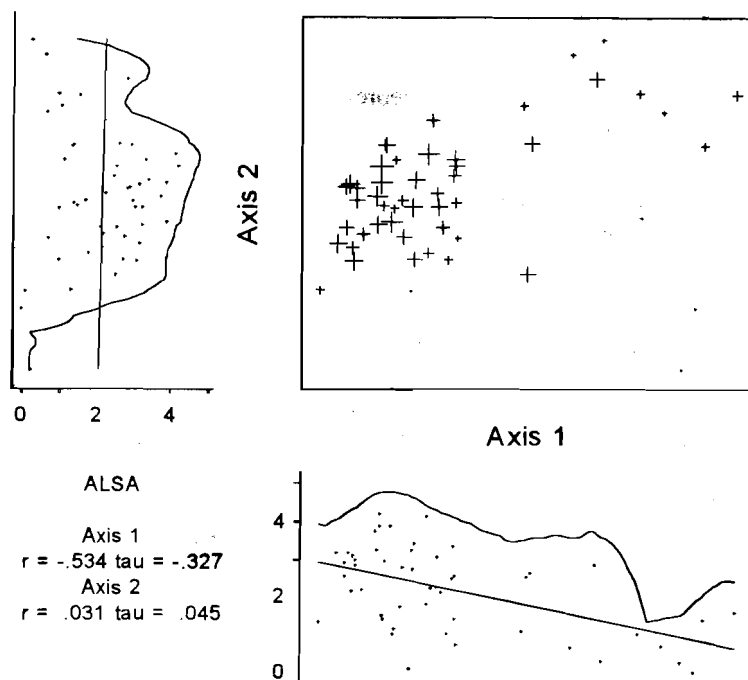 Axis 2
0 2 4
Axis 1
ALSA
Axis 1
r = -.534 tau = -.327
Axis 2
r = .031 tau = .045
4
2
0